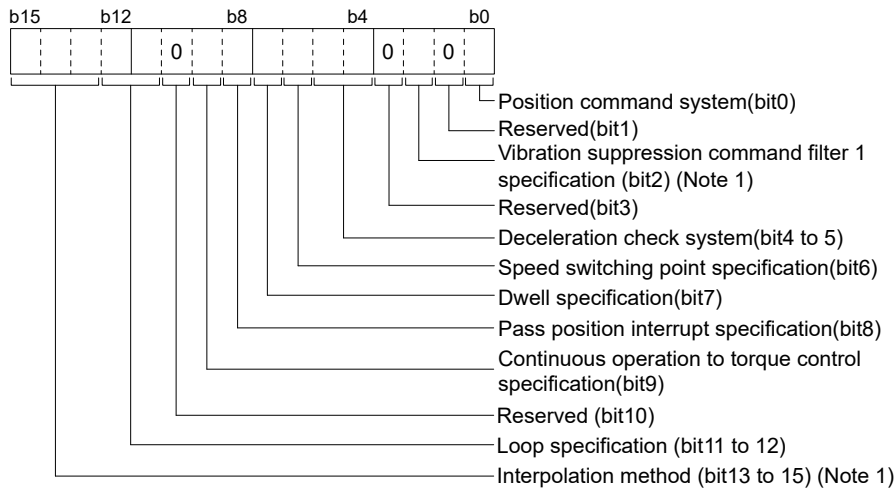 b15 b12 b8 b4 b0
0 0 0
Position command system(bit0)
Reserved(bit1)
Vibration suppression command filter 1
specification (bit2) (Note 1)
Reserved(bit3)
Deceleration check system(bit4 to 5)
Speed switching point specification(bit6)
Dwell specification(bit7)
Pass position interrupt specification(bit8)
Continuous operation to torque control
specification(bit9)
Reserved (bit10)
Loop specification (bit11 to 12)
Interpolation method (bit13 to 15) (Note 1)